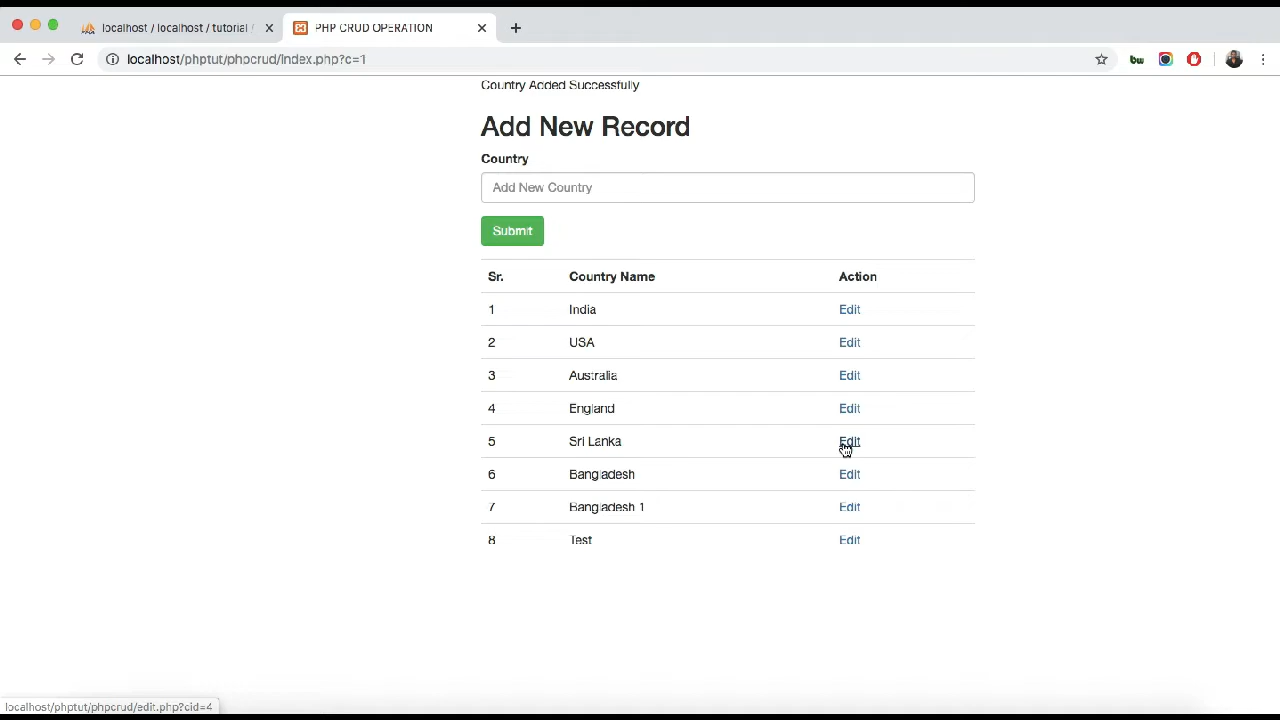 localhost / localhost / tutorial /
PHP CRUD OPERATION
localhost/phptut/phpcrud/index.php?c=1
bw
Country Added Successfully
Add New Record
Country
Add New Country
Submit
Sr. Country Name Action
1 India Edit
2 USA Edit
3 Australia Edit
4 England Edit
5 Sri Lanka Edit
6 Bangladesh Edit
7 Bangladesh 1 Edit
8 Test Edit
localhost/phptut/phpcrud/edit.php?cid=4